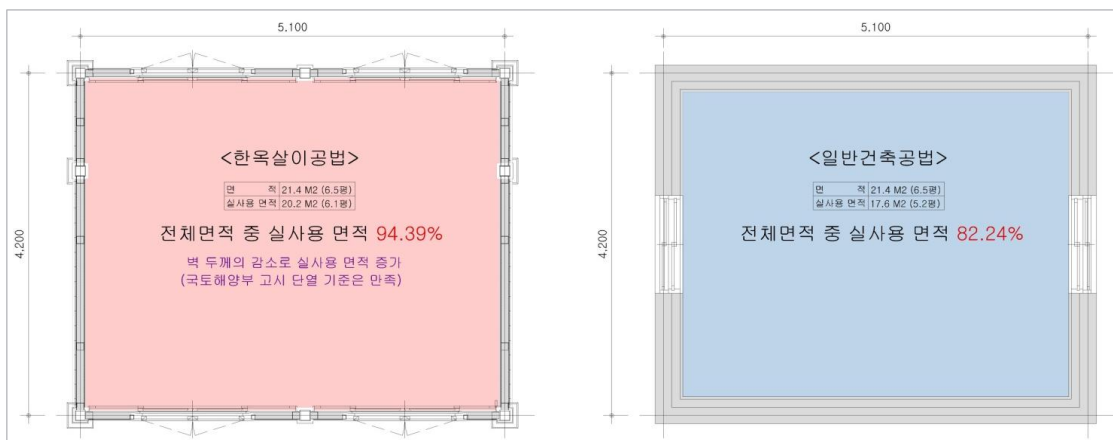 5,100
4,200
<한옥살이공법>
면 적 21.4 M2 (6.5평)
실사용 면적 20.2 M2 (6.1평)
전체면적 중 실사용 면적 94.39%
벽 두께의 감소로 실사용 면적 증가
(국토해양부 고시 단열 기준은 만족)
5,100
4,200
<일반건축공법>
면 적 21.4 M2 (6.5평)
실사용 면적 17.6 M2 (5.2평)
전체면적 중 실사용 면적 82.24%